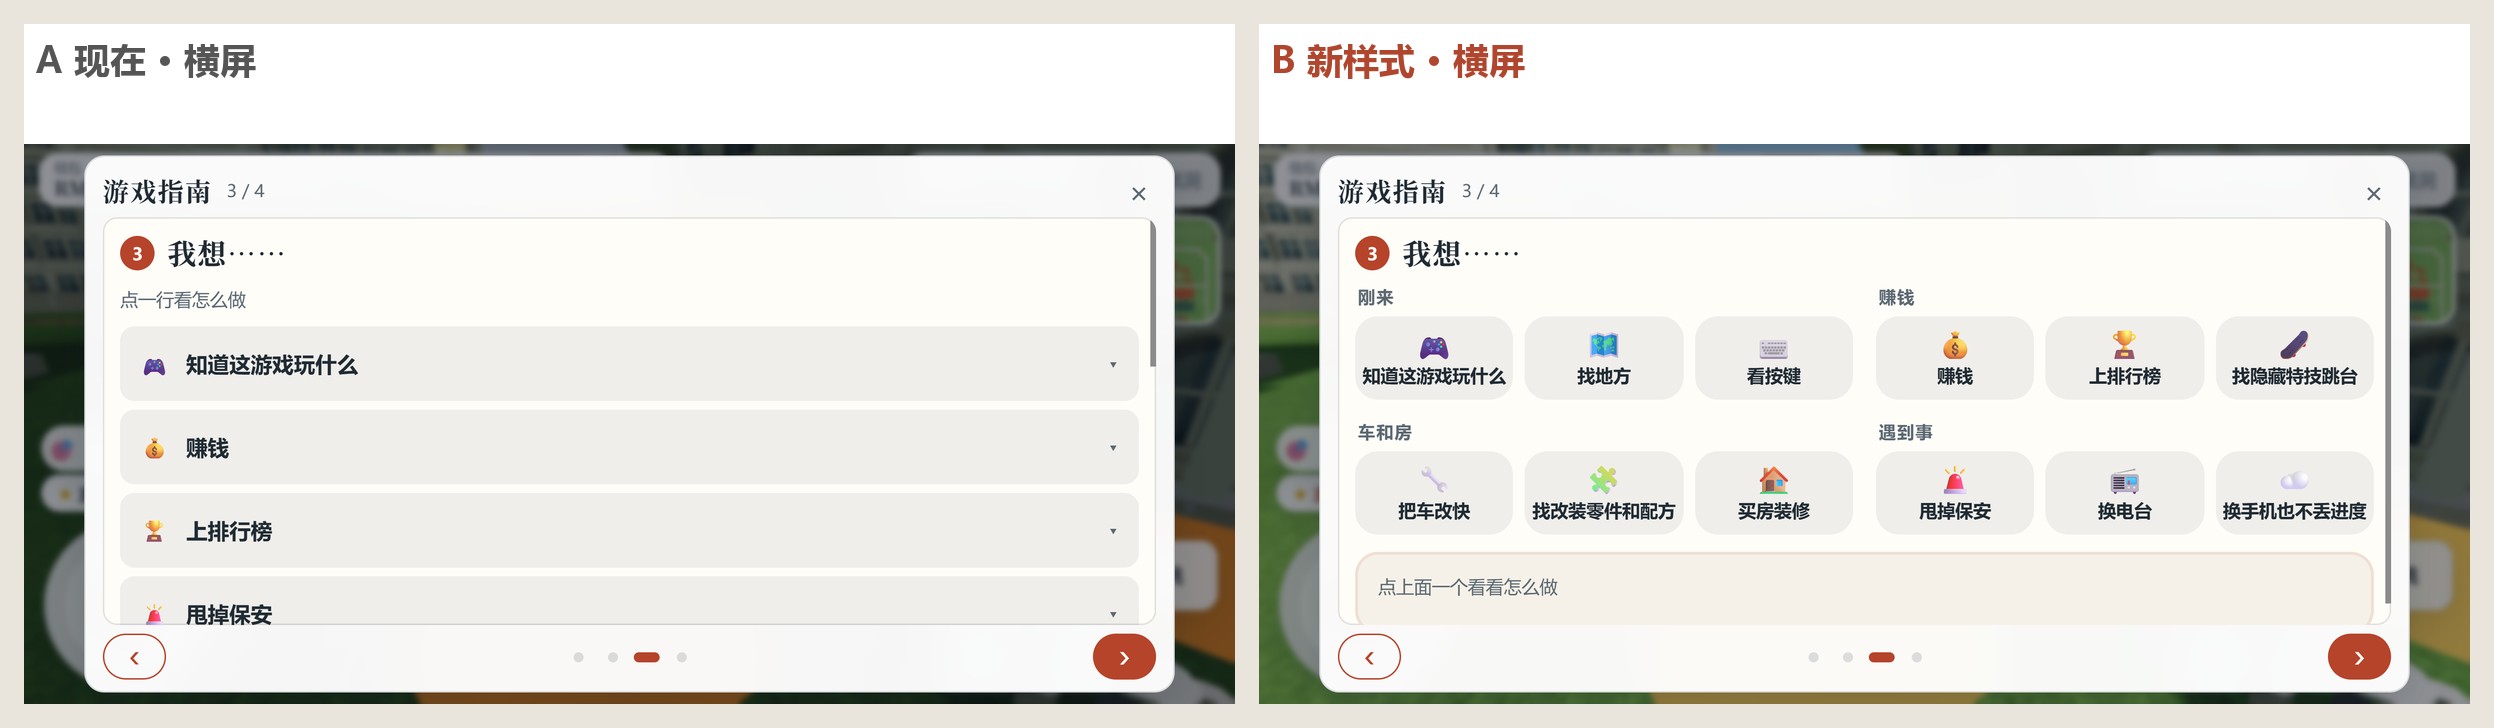 A 现在・横屏
游戏指南 3 / 4
×
3 我想……
点一行看怎么做
知道这游戏玩什么
赚钱
上排行榜
甩掉保安
‹ ›
B 新样式・横屏
游戏指南 3 / 4
×
3 我想……
刚来 赚钱
知道这游戏玩什么 找地方 看按键 赚钱 上排行榜 找隐藏特技跳台
车和房 遇到事
把车改快 找改装零件和配方 买房装修 甩掉保安 换电台 换手机也不丢进度
点上面一个看看怎么做
‹ ›